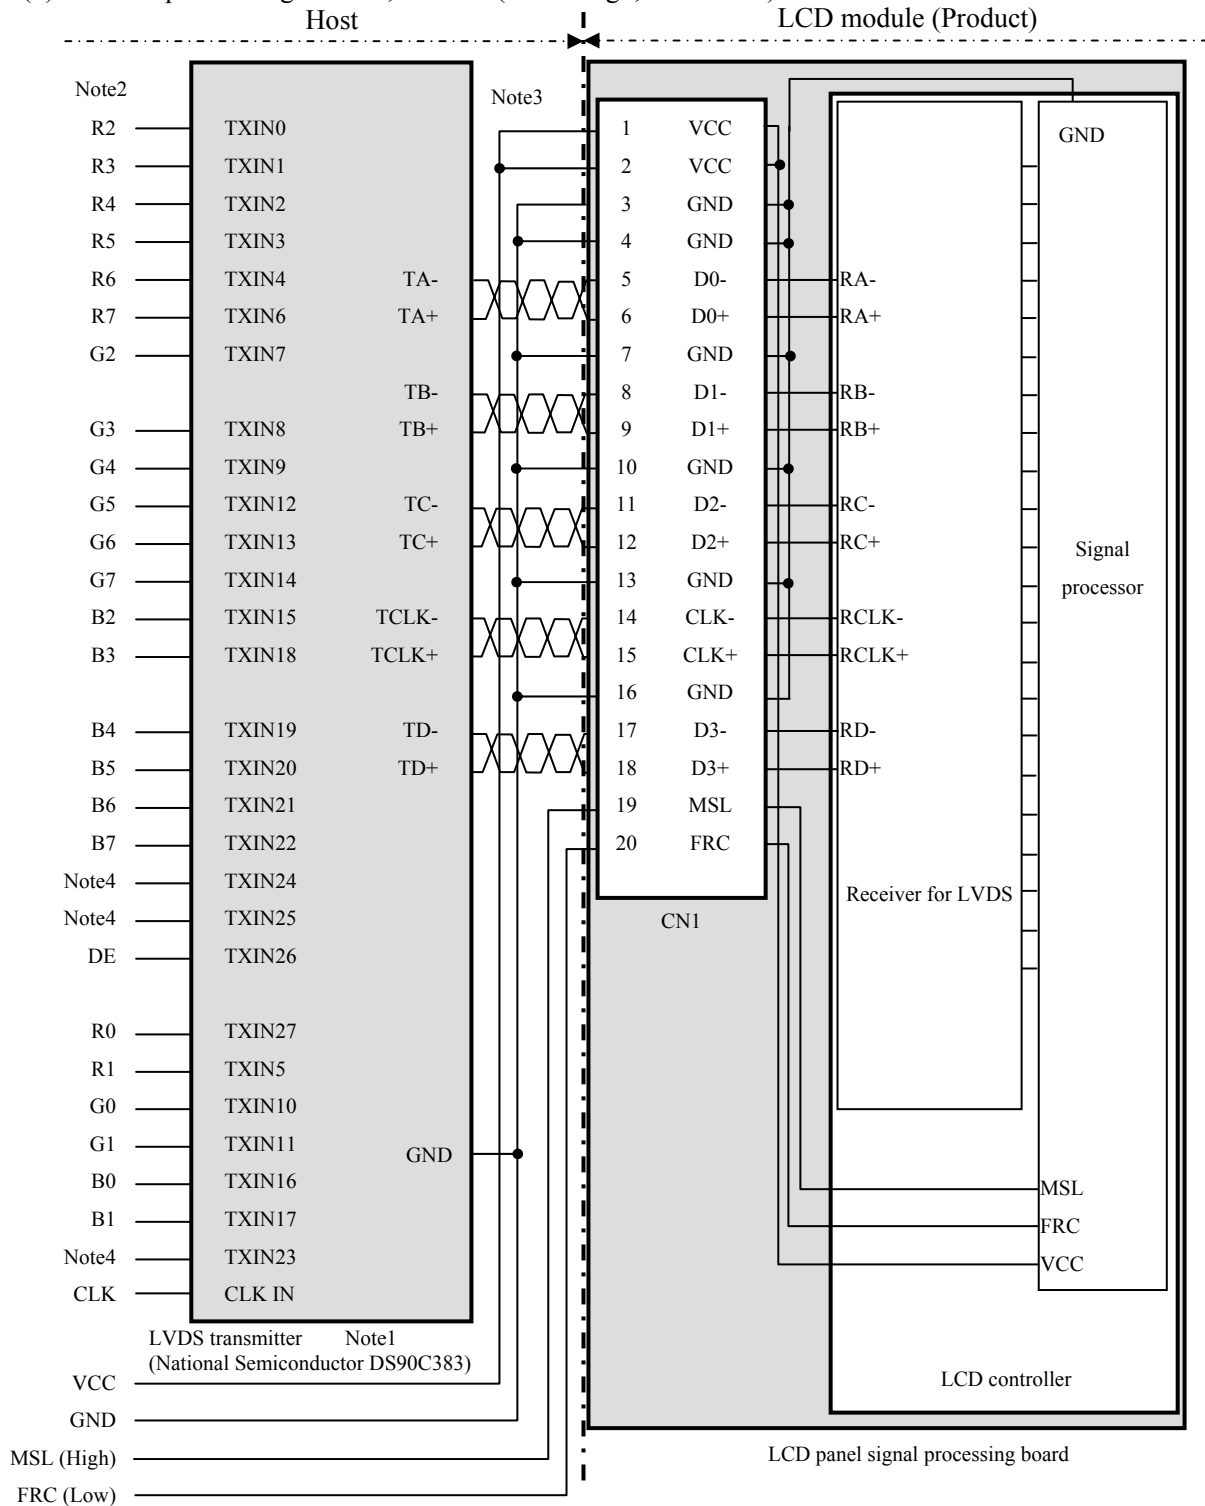 Host
LCD module (Product)
Note2
Note3
R2 TXIN0
R3 TXIN1
R4 TXIN2
R5 TXIN3
R6 TXIN4 TA-
R7 TXIN6 TA+
G2 TXIN7
TB-
G3 TXIN8 TB+
G4 TXIN9
G5 TXIN12 TC-
G6 TXIN13 TC+
G7 TXIN14
B2 TXIN15 TCLK-
B3 TXIN18 TCLK+
B4 TXIN19 TD-
B5 TXIN20 TD+
B6 TXIN21
B7 TXIN22
Note4 TXIN24
Note4 TXIN25
DE TXIN26
R0 TXIN27
R1 TXIN5
G0 TXIN10
G1 TXIN11
GND
B0 TXIN16
B1 TXIN17
Note4 TXIN23
CLK CLK IN
LVDS transmitter Note1
(National Semiconductor DS90C383)
VCC
GND
MSL (High)
FRC (Low)
1 VCC
2 VCC
3 GND
4 GND
5 D0- RA-
6 D0+ RA+
7 GND
8 D1- RB-
9 D1+ RB+
10 GND
11 D2- RC-
12 D2+ RC+
13 GND
14 CLK- RCLK-
15 CLK+ RCLK+
16 GND
17 D3- RD-
18 D3+ RD+
19 MSL
20 FRC
CN1
Receiver for LVDS
GND
Signal
processor
MSL
FRC
VCC
LCD controller
LCD panel signal processing board